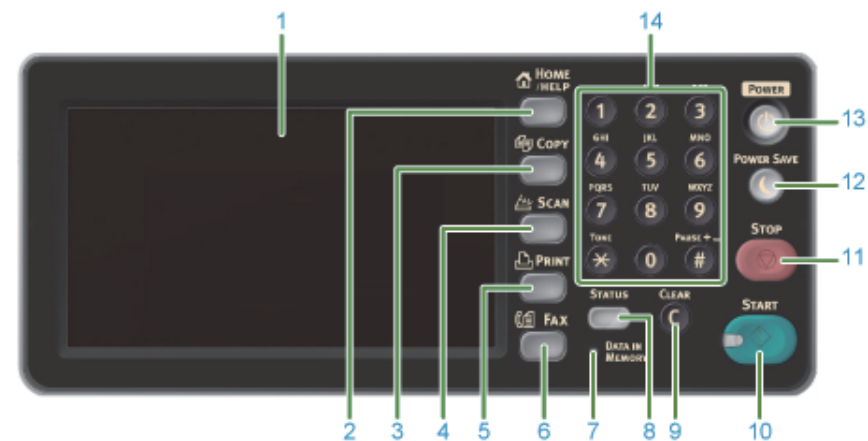 1
14
HOME
/HELP
POWER
1 2 3
13
GHI JKL MNO
COPY
4 5 6
POWER SAVE
12
PQRS TUV WXYZ
SCAN
7 8 9
STOP
TONE PAUSE
PRINT
* 0 #
11
STATUS CLEAR
START
FAX
C
DATA IN
MEMORY
2 3 4 5 6 7 8 9 10